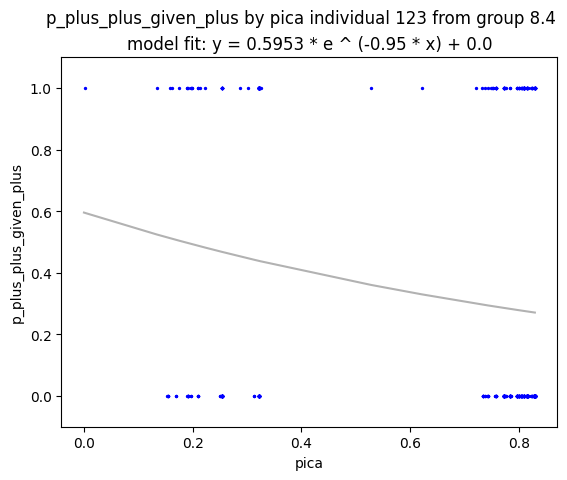 p_plus_plus_given_plus by pica individual 123 from group 8.4
model fit: y = 0.5953 * e ^ (-0.95 * x) + 0.0
1.0
0.8
0.6
0.4
0.2
0.0
p_plus_plus_given_plus
0.0 0.2 0.4 0.6 0.8
pica